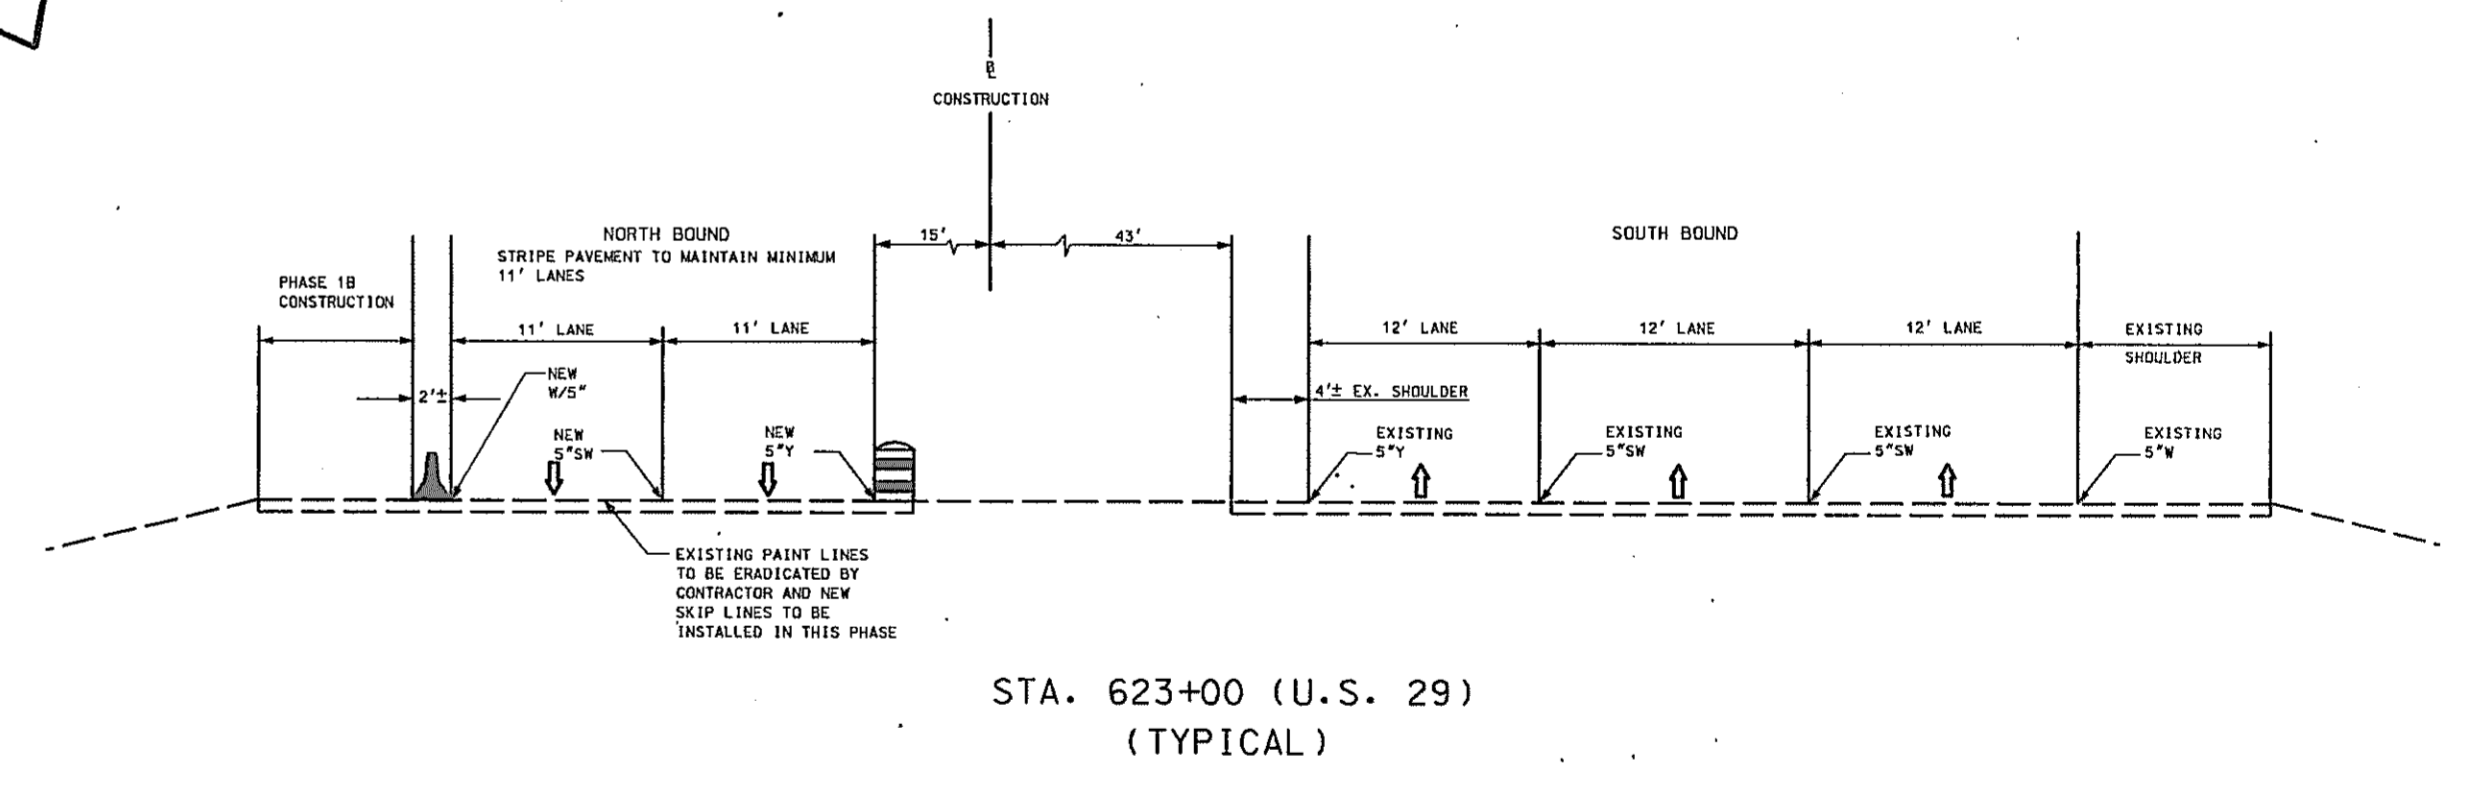 ℄
CONSTRUCTION
NORTH BOUND
STRIPE PAVEMENT TO MAINTAIN MINIMUM
11' LANES
15'
43'
SOUTH BOUND
PHASE 1B
CONSTRUCTION
11' LANE
11' LANE
12' LANE
12' LANE
12' LANE
EXISTING
SHOULDER
2'±
NEW
W/5"
4'± EX. SHOULDER
NEW
5"SW
NEW
5"Y
EXISTING
5"Y
EXISTING
5"SW
EXISTING
5"SW
EXISTING
5"W
EXISTING PAINT LINES
TO BE ERADICATED BY
CONTRACTOR AND NEW
SKIP LINES TO BE
INSTALLED IN THIS PHASE
STA. 623+00 (U.S. 29)
(TYPICAL)